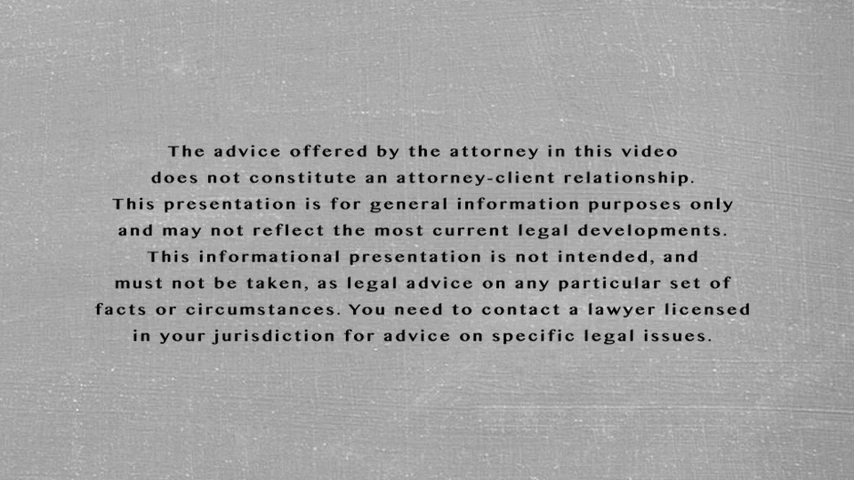 The advice offered by the attorney in this video
does not constitute an attorney-client relationship.
This presentation is for general information purposes only
and may not reflect the most current legal developments.
This informational presentation is not intended, and
must not be taken, as legal advice on any particular set of
facts or circumstances. You need to contact a lawyer licensed
in your jurisdiction for advice on specific legal issues.